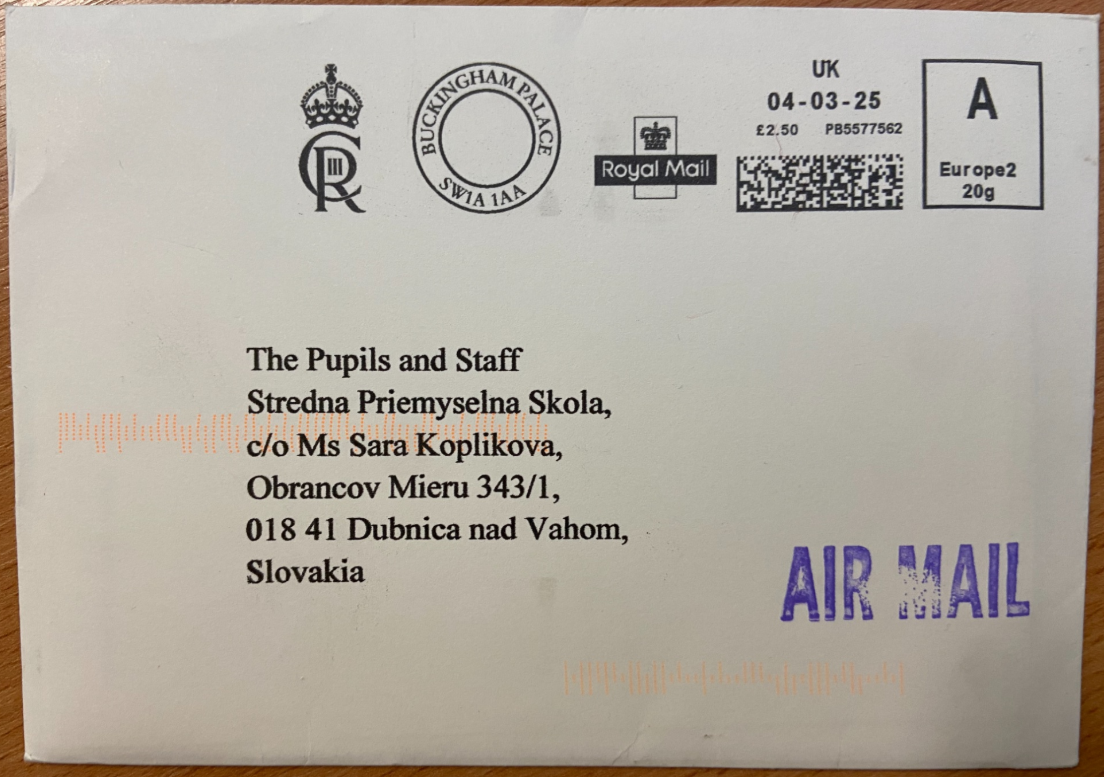 CIIIR
BUCKINGHAM PALACE
SW1A 1AA
Royal Mail
UK
04-03-25
£2.50 PB5577562
A
Europe2
20g
The Pupils and Staff
Stredna Priemyselna Skola,
c/o Ms Sara Koplikova,
Obrancov Mieru 343/1,
018 41 Dubnica nad Vahom,
Slovakia
AIR MAIL